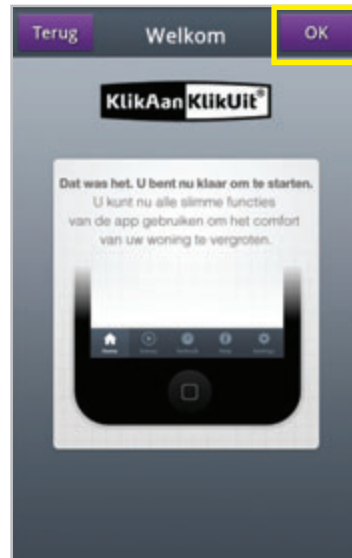 Terug Welkom OK
KlikAan KlikUit®
Dat was het. U bent nu klaar om te starten.
U kunt nu alle slimme functies
van de app gebruiken om het comfort
van uw woning te vergroten.